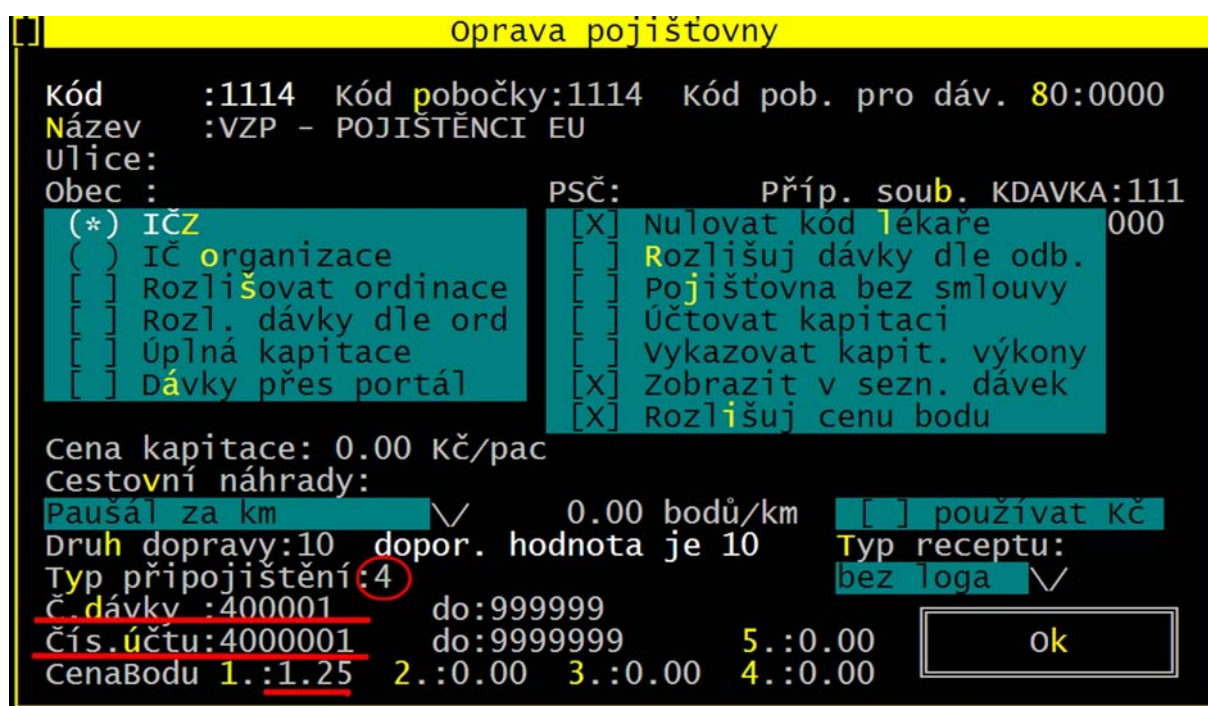 Oprava pojišťovny
Kód :1114 Kód pobočky:1114 Kód pob. pro dáv. 80:0000
Název :VZP – POJIŠTĚNCI EU
Ulice:
Obec : PSČ: Příp. soub. KDAVKA:111
(*) IČZ [X] Nulovat kód lékaře 000
( ) IČ organizace [ ] Rozlišuj dávky dle odb.
[ ] Rozlišovat ordinace [ ] Pojišťovna bez smlouvy
[ ] Rozl. dávky dle ord [ ] Účtovat kapitaci
[ ] Úplná kapitace [ ] Vykazovat kapit. výkony
[ ] Dávky přes portál [X] Zobrazit v sezn. dávek
[X] Rozlišuj cenu bodu
Cena kapitace: 0.00 Kč/pac
Cestovní náhrady:
Paušál za km \/ 0.00 bodů/km [ ] používat Kč
Druh dopravy:10 dopor. hodnota je 10 Typ receptu:
Typ připojištění:4 bez loga \/
Č.dávky :400001 do:999999
Čís.účtu:4000001 do:9999999 5.:0.00 Ok
CenaBodu 1.:1.25 2.:0.00 3.:0.00 4.:0.00